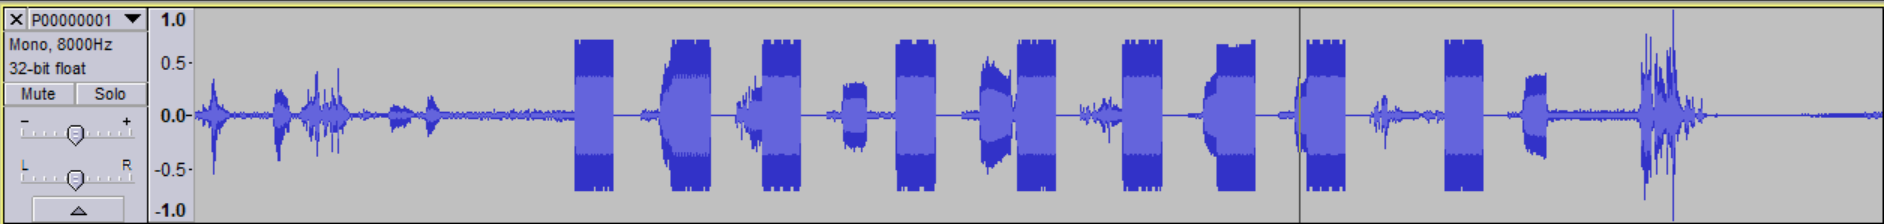 P00000001
Mono, 8000Hz
32-bit float
Mute Solo
- +
L R
1.0
0.5-
0.0-
-0.5-
-1.0